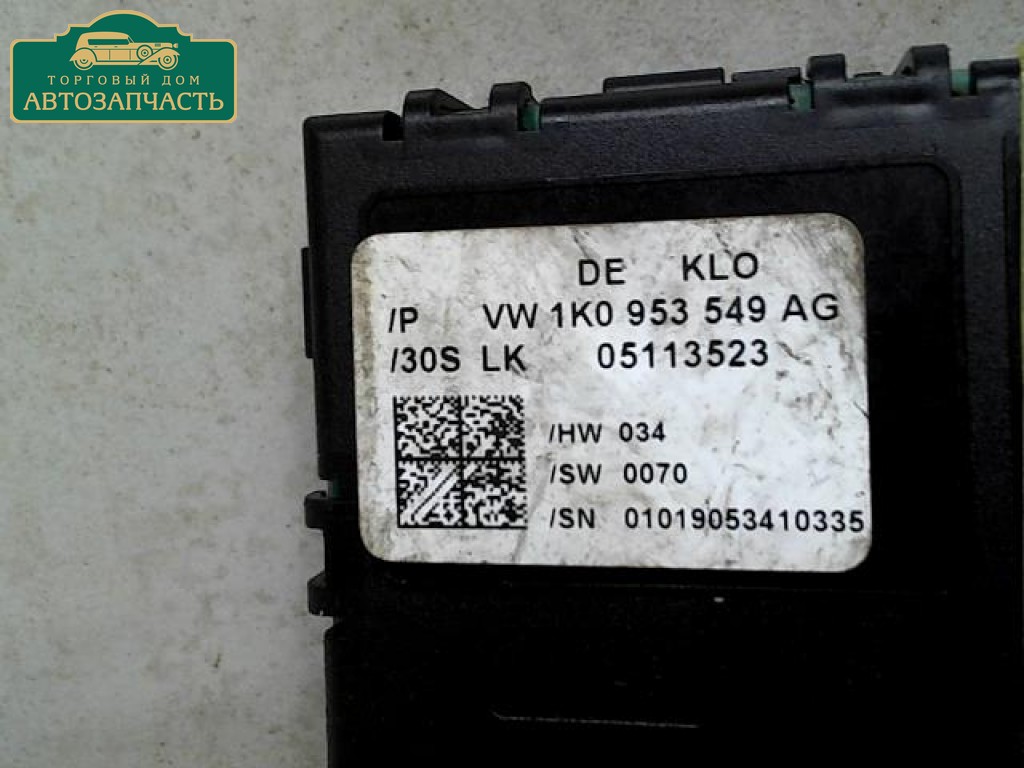 ТОРГОВЫЙ ДОМ
АВТОЗАПЧАСТЬ
DE KLO
/P VW 1K0 953 549 AG
/30S LK 05113523
/HW 034
/SW 0070
/SN 01019053410335